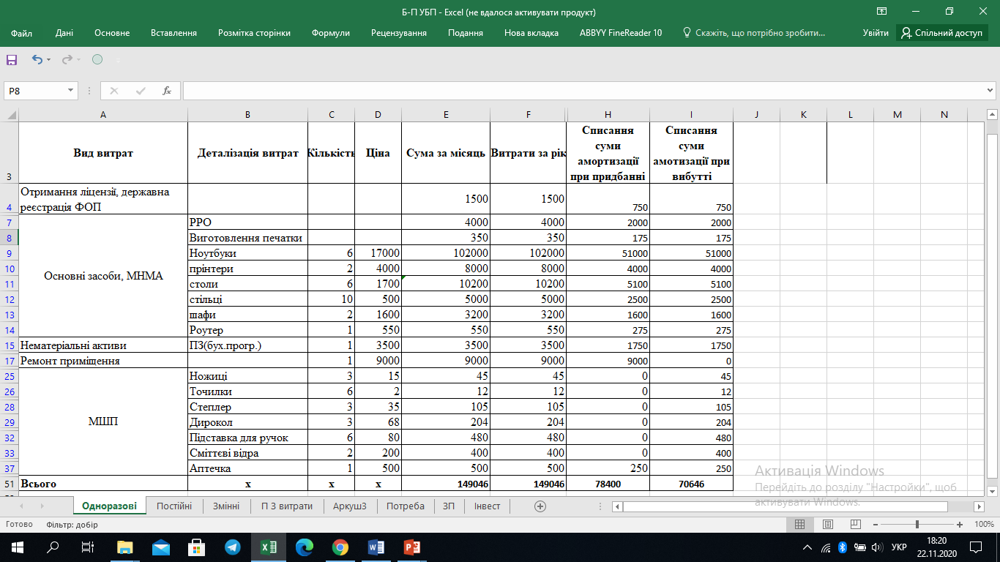 Б-П УБП - Excel (не вдалося активувати продукт)
Файл Дані Основне Вставлення Розмітка сторінки Формули Рецензування Подання Нова вкладка ABBYY FineReader 10 Скажіть, що потрібно зробити... Увійти Спільний доступ
P8 fx
A B C D E F H I J K L M N
3 Вид витрат Деталізація витрат Кількість Ціна Сума за місяць Витрати за рік Списання суми амортизації при придбанні Списання суми амотизації при вибутті
4 Отримання ліцензії, державна реєстрація ФОП 1500 1500 750 750
7 РРО 4000 4000 2000 2000
8 Виготовлення печатки 350 350 175 175
9 Ноутбуки 6 17000 102000 102000 51000 51000
10 прінтери 2 4000 8000 8000 4000 4000
Основні засоби, МНМА
11 столи 6 1700 10200 10200 5100 5100
12 стільці 10 500 5000 5000 2500 2500
13 шафи 2 1600 3200 3200 1600 1600
14 Роутер 1 550 550 550 275 275
15 Нематеріальні активи ПЗ(бух.прогр.) 1 3500 3500 3500 1750 1750
17 Ремонт приміщення 1 9000 9000 9000 9000 0
25 Ножиці 3 15 45 45 0 45
26 Точилки 6 2 12 12 0 12
28 Степлер 3 35 105 105 0 105
29 МШП Дирокол 3 68 204 204 0 204
32 Підставка для ручок 6 80 480 480 0 480
33 Сміттєві відра 2 200 400 400 0 400
37 Аптечка 1 500 500 500 250 250
51 Всього х х х 149046 149046 78400 70646
Активація Windows
Перейдіть до розділу "Настройки", щоб
активувати Windows.
Одноразові Постійні Змінні П З витрати Аркуш3 Потреба ЗП Інвест
Готово Фільтр: добір 100%
УКР 18:20
22.11.2020